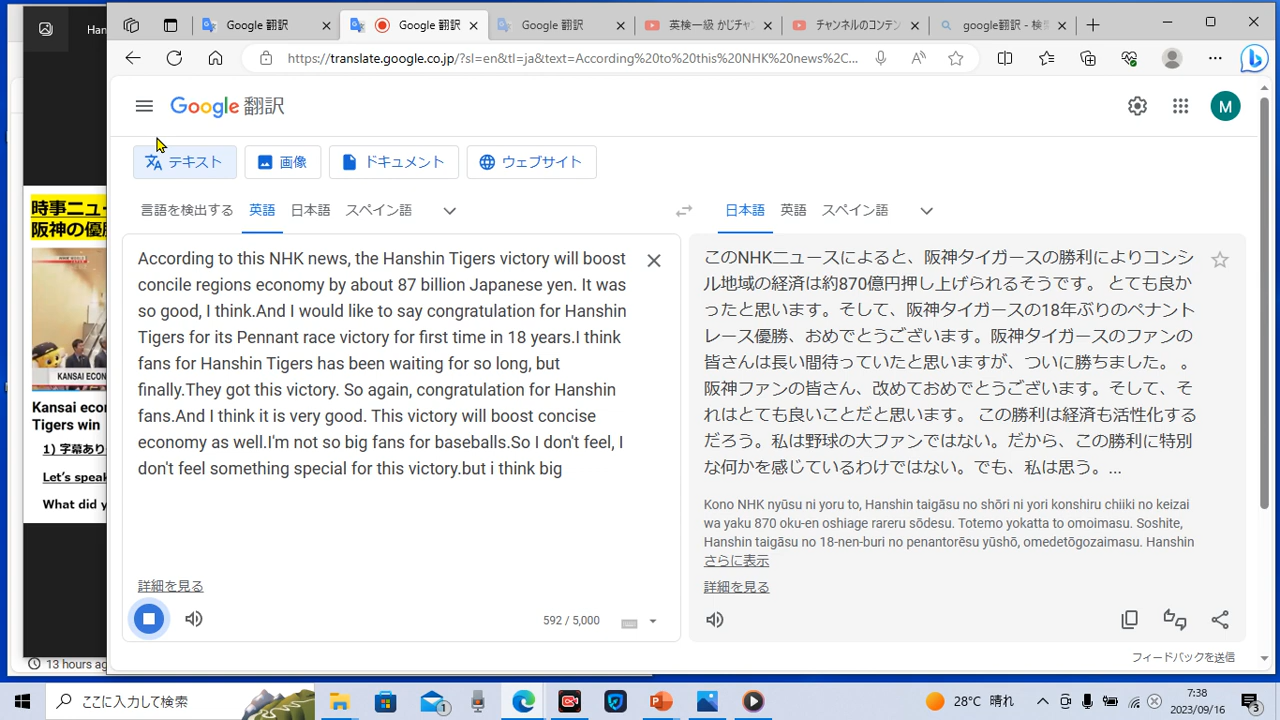 Han
Google 翻訳
Google 翻訳
Google 翻訳
英検一級 かじチャン
チャンネルのコンテン
google翻訳 - 検索
https://translate.google.co.jp/?sl=en&tl=ja&text=According%20to%20this%20NHK%20news%2C...
Google 翻訳
M
テキスト
画像
ドキュメント
ウェブサイト
言語を検出する 英語 日本語 スペイン語
日本語 英語 スペイン語
According to this NHK news, the Hanshin Tigers victory will boost
concile regions economy by about 87 billion Japanese yen. It was
so good, I think.And I would like to say congratulation for Hanshin
Tigers for its Pennant race victory for first time in 18 years.I think
fans for Hanshin Tigers has been waiting for so long, but
finally.They got this victory. So again, congratulation for Hanshin
fans.And I think it is very good. This victory will boost concise
economy as well.I'm not so big fans for baseballs.So I don't feel, I
don't feel something special for this victory.but i think big
詳細を見る
592 / 5,000
このNHKニュースによると、阪神タイガースの勝利によりコンシ
ル地域の経済は約870億円押し上げられるそうです。 とても良か
ったと思います。そして、阪神タイガースの18年ぶりのペナント
レース優勝、おめでとうございます。阪神タイガースのファンの
皆さんは長い間待っていたと思いますが、ついに勝ちました。 。
阪神ファンの皆さん、改めておめでとうございます。そして、そ
れはとても良いことだと思います。 この勝利は経済も活性化する
だろう。私は野球の大ファンではない。だから、この勝利に特別
な何かを感じているわけではない。でも、私は思う。...
Kono NHK nyūsu ni yoru to, Hanshin taigāsu no shōri ni yori konshiru chiiki no keizai
wa yaku 870 oku-en oshiage rareru sōdesu. Totemo yokatta to omoimasu. Soshite,
Hanshin taigāsu no 18-nen-buri no penantorēsu yūshō, omedetōgozaimasu. Hanshin
さらに表示
詳細を見る
フィードバックを送信
時事ニュ
阪神の優勝
KANSAI ECON
Kansai eco
Tigers win
1) 字幕あり
Let's speak
What did y
13 hours ag
ここに入力して検索
1
28°C 晴れ
7:38
2023/09/16
3